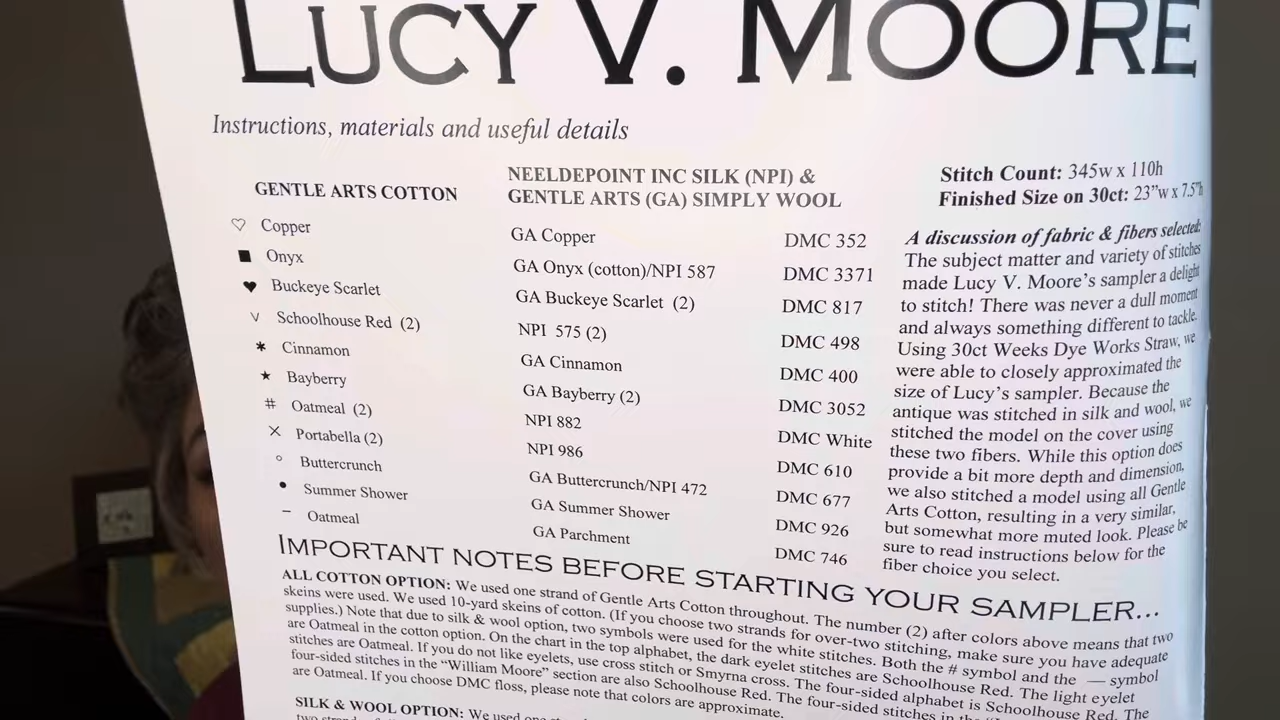 LUCY V. MOORE
Instructions, materials and useful details
GENTLE ARTS COTTON
♡ Copper
■ Onyx
♥ Buckeye Scarlet
V Schoolhouse Red (2)
✱ Cinnamon
★ Bayberry
# Oatmeal (2)
✕ Portabella (2)
○ Buttercrunch
● Summer Shower
– Oatmeal
NEELDEPOINT INC SILK (NPI) &
GENTLE ARTS (GA) SIMPLY WOOL
GA Copper
GA Onyx (cotton)/NPI 587
GA Buckeye Scarlet (2)
NPI 575 (2)
GA Cinnamon
GA Bayberry (2)
NPI 882
NPI 986
GA Buttercrunch/NPI 472
GA Summer Shower
GA Parchment
DMC 352
DMC 3371
DMC 817
DMC 498
DMC 400
DMC 3052
DMC White
DMC 610
DMC 677
DMC 926
DMC 746
Stitch Count: 345w x 110h
Finished Size on 30ct: 23”w x 7.5”h
A discussion of fabric & fibers selected:
The subject matter and variety of stitches
made Lucy V. Moore’s sampler a delight
to stitch! There was never a dull moment
and always something different to tackle.
Using 30ct Weeks Dye Works Straw, we
were able to closely approximated the
size of Lucy’s sampler. Because the
antique was stitched in silk and wool, we
stitched the model on the cover using
these two fibers. While this option does
provide a bit more depth and dimension,
we also stitched a model using all Gentle
Arts Cotton, resulting in a very similar,
but somewhat more muted look. Please be
sure to read instructions below for the
fiber choice you select.
IMPORTANT NOTES BEFORE STARTING YOUR SAMPLER...
ALL COTTON OPTION: We used one strand of Gentle Arts Cotton throughout. The number (2) after colors above means that two
skeins were used. We used 10-yard skeins of cotton. (If you choose two strands for over-two stitching, make sure you have adequate
supplies.) Note that due to silk & wool option, two symbols were used for the white stitches. Both the # symbol and the — symbol
are Oatmeal in the cotton option. On the chart in the top alphabet, the dark eyelet stitches are Schoolhouse Red. The light eyelet
stitches are Oatmeal. If you do not like eyelets, use cross stitch or Smyrna cross. The four-sided alphabet is Schoolhouse Red. The
four-sided stitches in the “William Moore” section are also Schoolhouse Red. The four-sided stitches in the
are Oatmeal. If you choose DMC floss, please note that colors are approximate.
SILK & WOOL OPTION: We used one